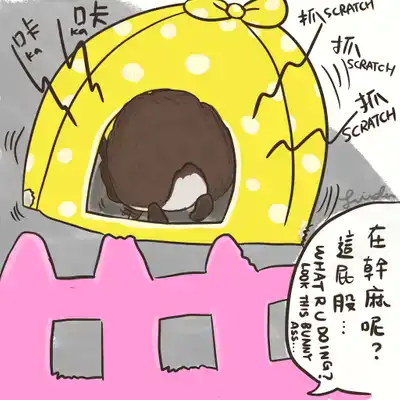 咔
KA
咔
KA
抓 SCRATCH
抓 SCRATCH
抓 SCRATCH
在幹麻呢?
這屁股...
WHAT R U DOING?
LOOK THIS BUNNY
ASS...